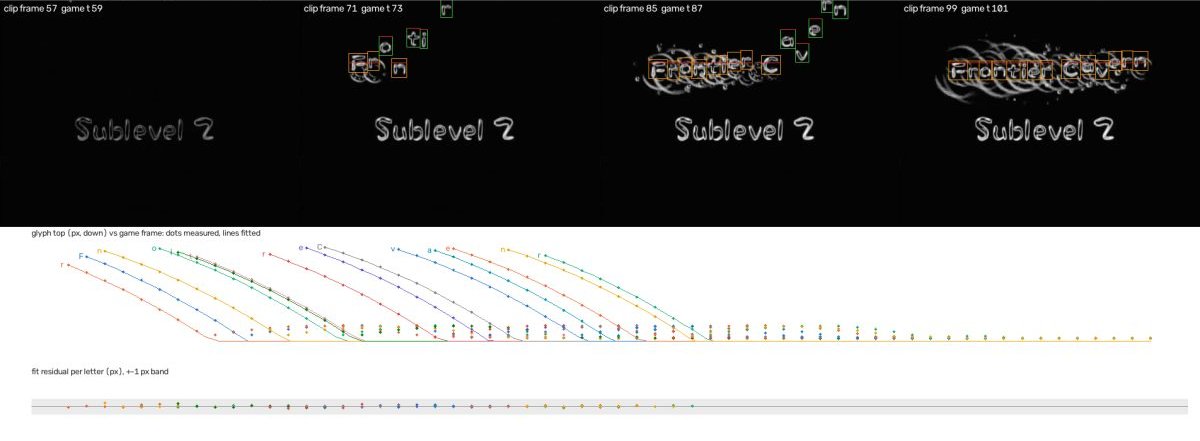 clip frame 57 game t 59
clip frame 71 game t 73
clip frame 85 game t 87
clip frame 99 game t 101
Sublevel 2
r
ti
o
Fr
n
Sublevel 2
r n
e
a
v
Frontier C
Sublevel 2
Frontier Cavern
Sublevel 2
glyph top (px, down) vs game frame: dots measured, lines fitted
r F n o i r e C v a e n r
fit residual per letter (px), +-1 px band